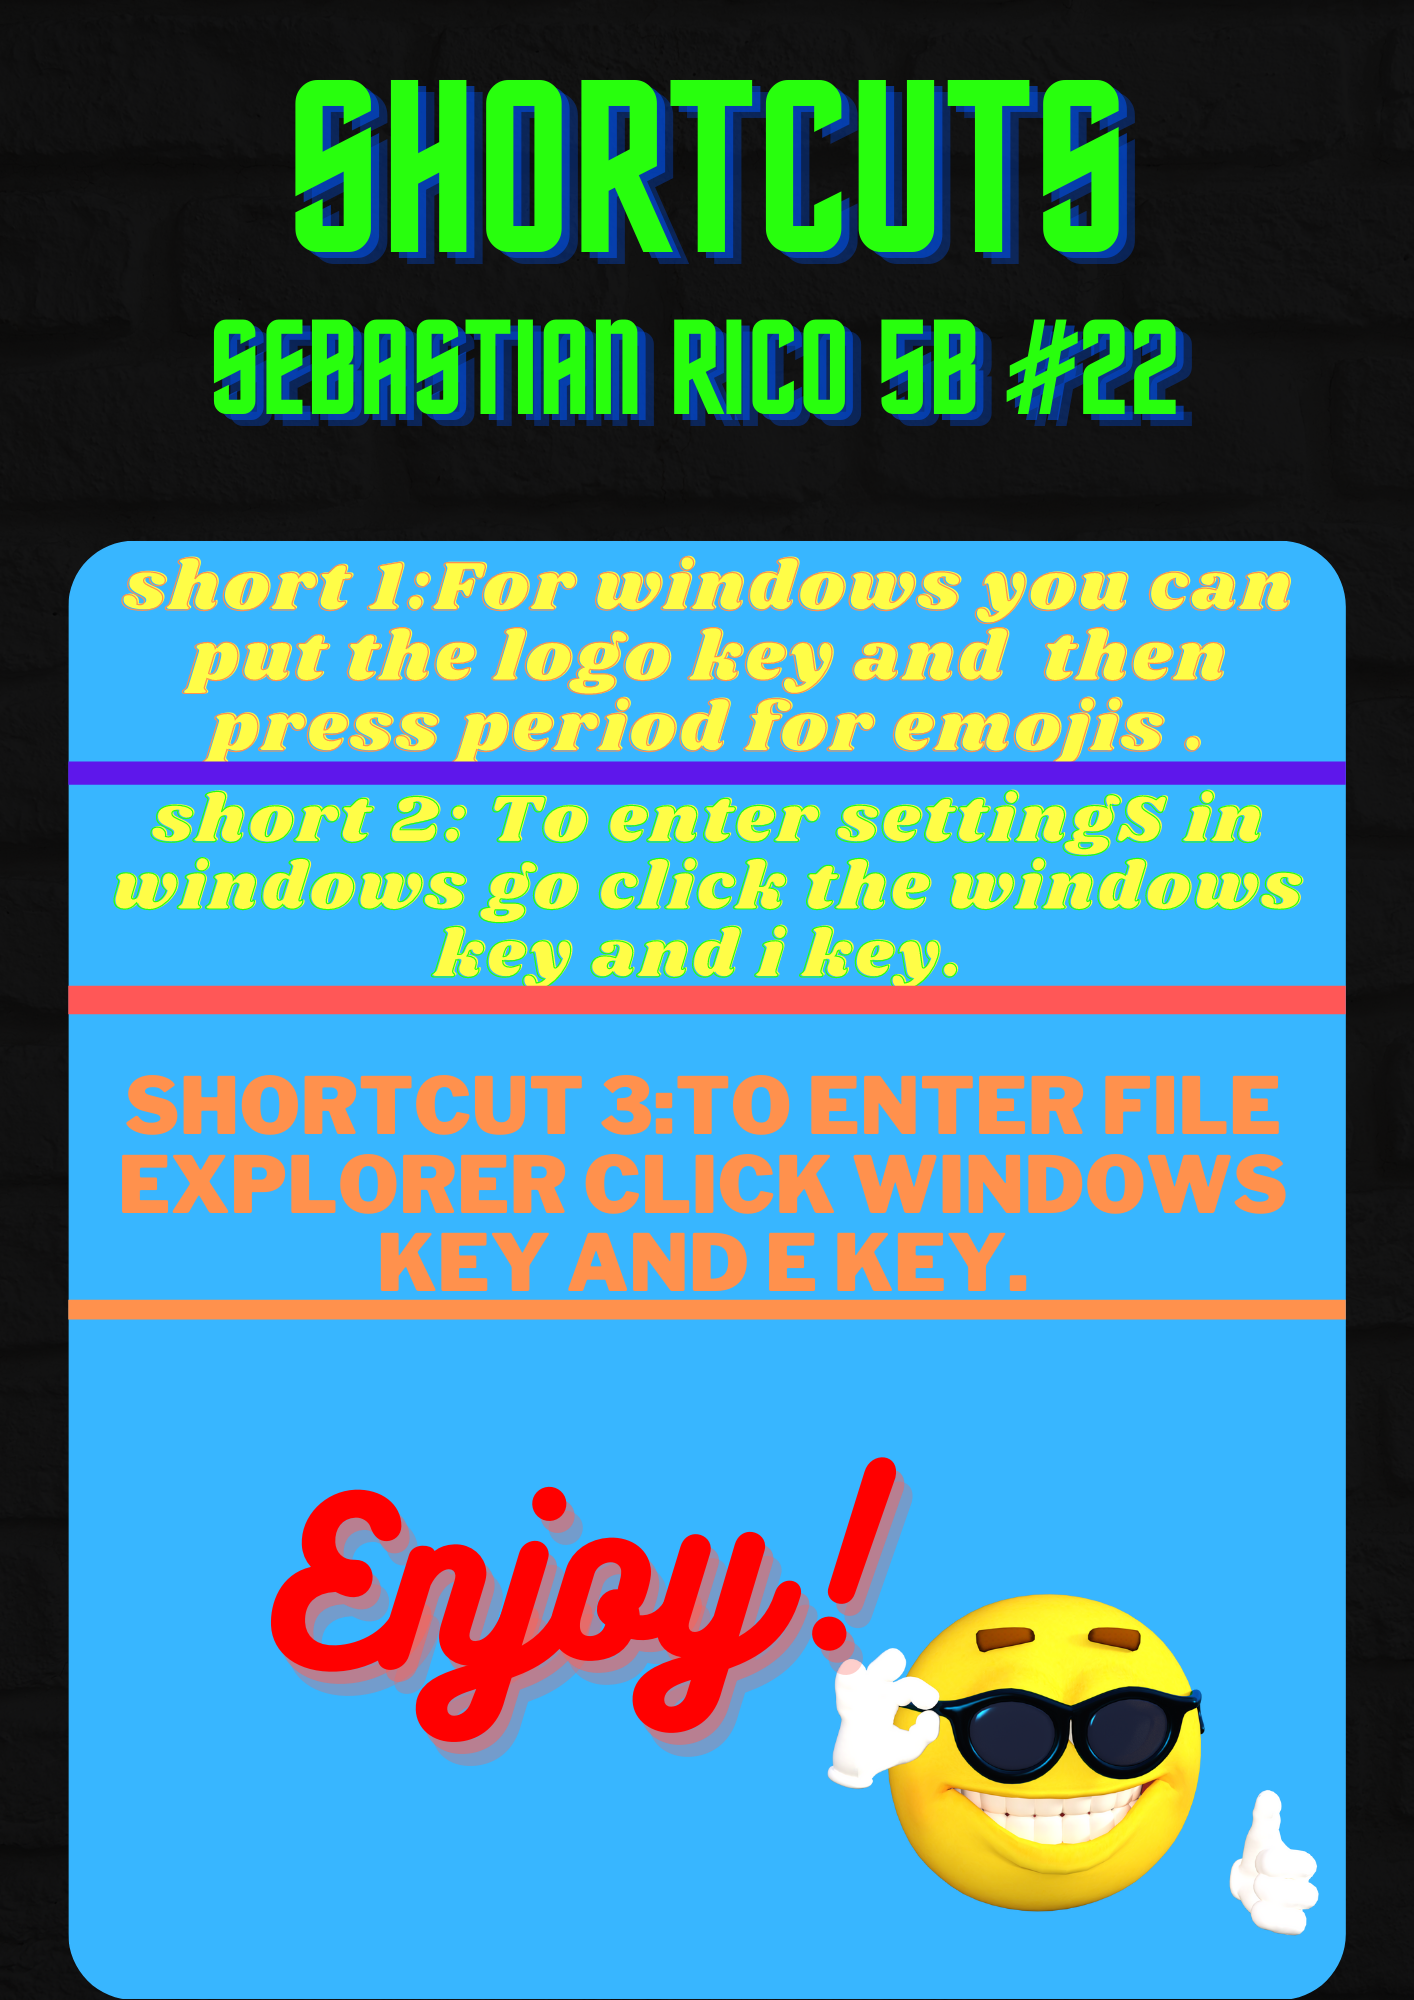 SHORTCUTS
SEBASTIAN RICO 5B #22
short 1:For windows you can
put the logo key and  then
press period for emojis .
short 2: To enter settingS in
windows go click the windows
key and i key.
SHORTCUT 3:TO ENTER FILE
EXPLORER CLICK WINDOWS
KEY AND E KEY.
Enjoy!